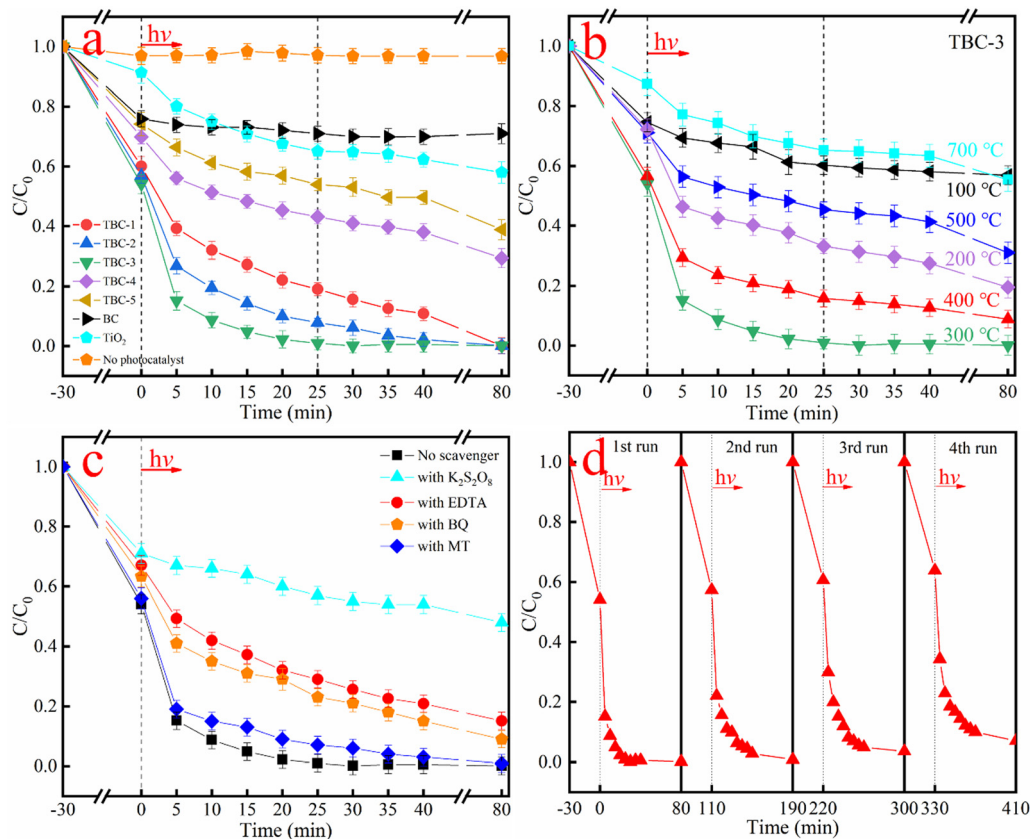 a
hν
C/C0
1.0
0.8
0.6
0.4
0.2
0.0
TBC-1
TBC-2
TBC-3
TBC-4
TBC-5
BC
TiO2
No photocatalyst
-30 0 5 10 15 20 25 30 35 40 80
Time (min)
b
hν
TBC-3
C/C0
1.0
0.8
0.6
0.4
0.2
0.0
700 °C
100 °C
500 °C
200 °C
400 °C
300 °C
-30 0 5 10 15 20 25 30 35 40 80
Time (min)
c
hν
C/C0
1.0
0.8
0.6
0.4
0.2
0.0
No scavenger
with K2S2O8
with EDTA
with BQ
with MT
-30 0 5 10 15 20 25 30 35 40 80
Time (min)
d
1st run 2nd run 3rd run 4th run
hν hν hν hν
C/C0
1.0
0.8
0.6
0.4
0.2
0.0
-30 0 80 110 190 220 300 330 410
Time (min)